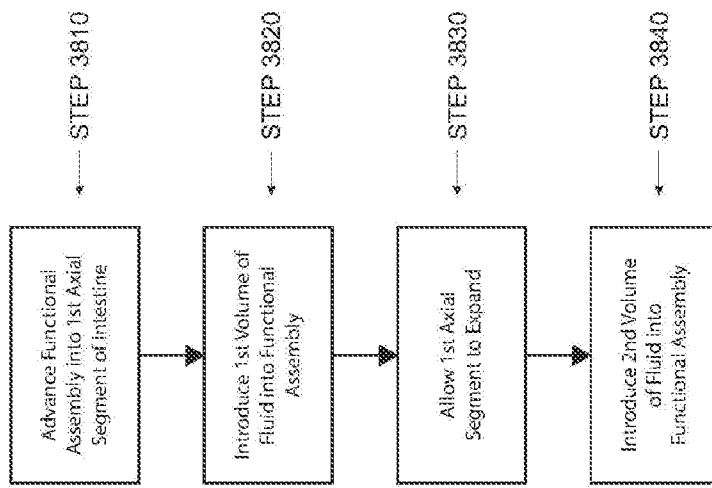 Advance Functional
Assembly into 1st Axial
Segment of Intestine
STEP 3810
Introduce 1st Volume of
Fluid into Functional
Assembly
STEP 3820
Allow 1st Axial
Segment to Expand
STEP 3830
Introduce 2nd Volume
of Fluid into
Functional Assembly
STEP 3840